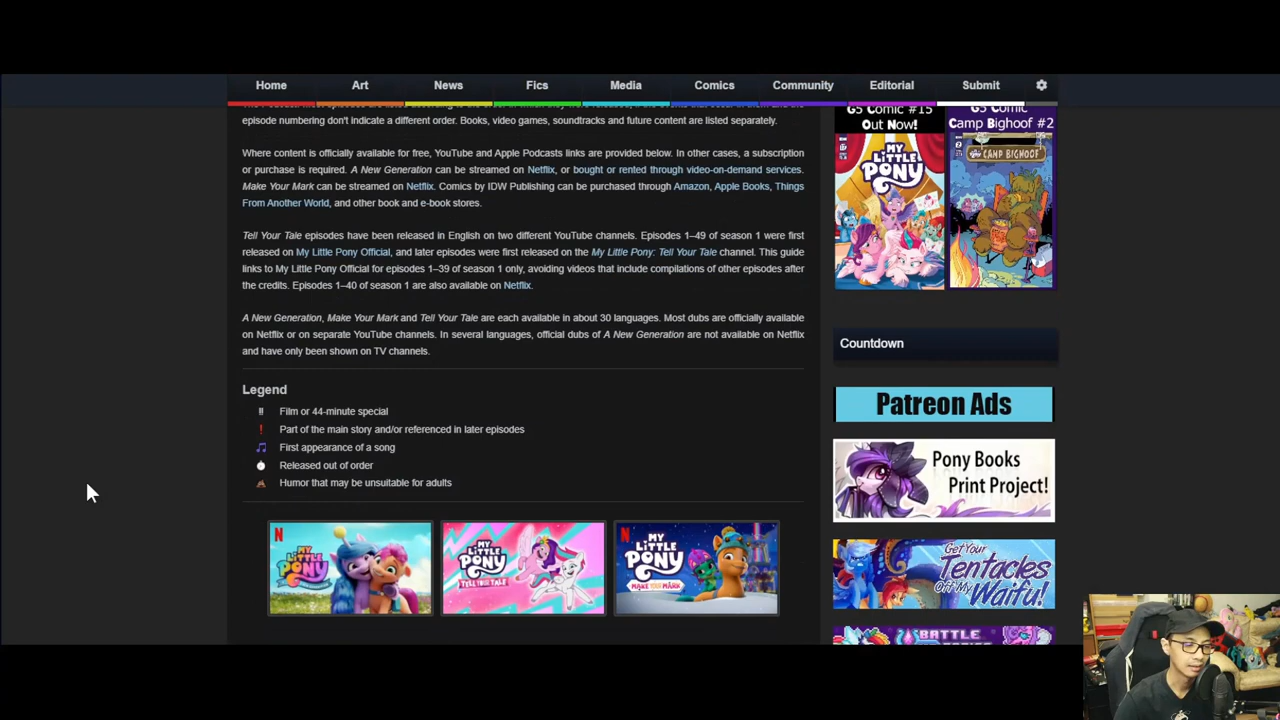 Home Art News Fics Media Comics Community Editorial Submit
episode numbering don't indicate a different order. Books, video games, soundtracks and future content are listed separately.
Where content is officially available for free, YouTube and Apple Podcasts links are provided below. In other cases, a subscription
or purchase is required. A New Generation can be streamed on Netflix, or bought or rented through video-on-demand services.
Make Your Mark can be streamed on Netflix. Comics by IDW Publishing can be purchased through Amazon, Apple Books, Things
From Another World, and other book and e-book stores.
Tell Your Tale episodes have been released in English on two different YouTube channels. Episodes 1–49 of season 1 were first
released on My Little Pony Official, and later episodes were first released on the My Little Pony: Tell Your Tale channel. This guide
links to My Little Pony Official for episodes 1–39 of season 1 only, avoiding videos that include compilations of other episodes after
the credits. Episodes 1–40 of season 1 are also available on Netflix.
A New Generation, Make Your Mark and Tell Your Tale are each available in about 30 languages. Most dubs are officially available
on Netflix or on separate YouTube channels. In several languages, official dubs of A New Generation are not available on Netflix
and have only been shown on TV channels.
Legend
!! Film or 44-minute special
! Part of the main story and/or referenced in later episodes
First appearance of a song
Released out of order
Humor that may be unsuitable for adults
N
MY LITTLE PONY
MY LITTLE PONY
TELL YOUR TALE
N
MY LITTLE PONY
MAKE YOUR MARK
G5 Comic #15
Out Now!
MY LITTLE PONY
G5 Comic
Camp Bighoof #2
CAMP BIGHOOF
Countdown
Patreon Ads
Pony Books
Print Project!
Get Your
Tentacles
Off My
Waifu!
BATTLE